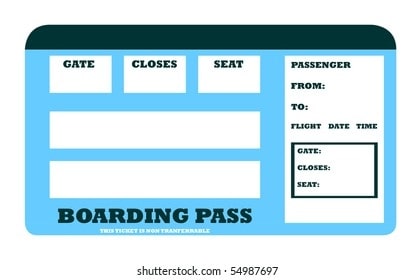 GATE CLOSES SEAT
BOARDING PASS
THIS TICKET IS NON TRANFERRABLE
PASSENGER
FROM:
TO:
FLIGHT DATE TIME
GATE:
CLOSES:
SEAT:
shutterstock.com · 54987697